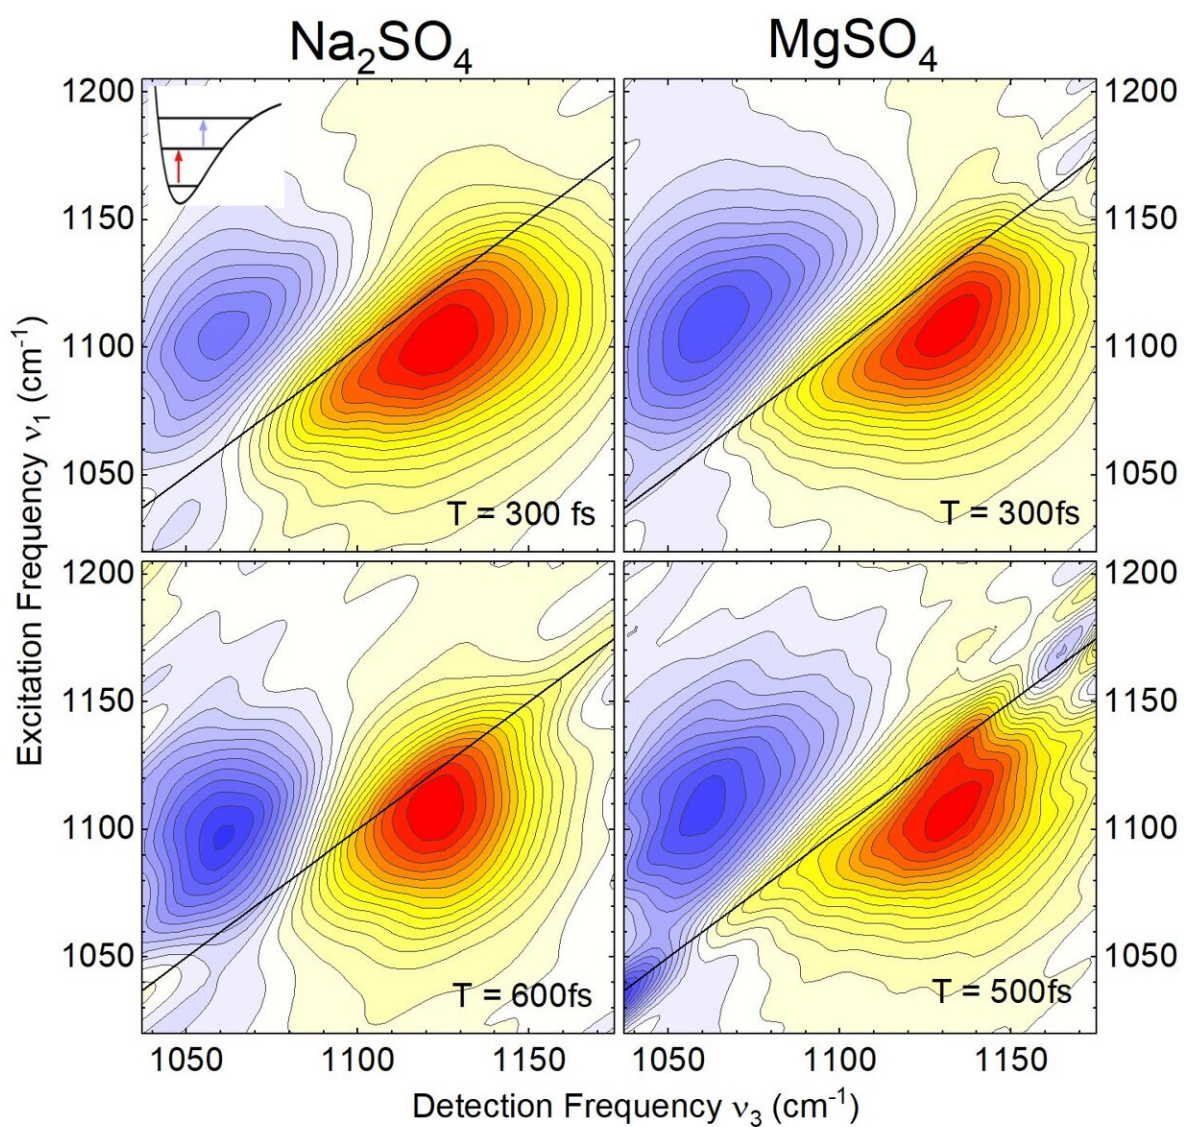 Na₂SO₄ MgSO₄
1200 1200
1150 1150
1100 1100
1050 1050
T = 300 fs T = 300fs
1200 1200
1150 1150
1100 1100
1050 1050
T = 600fs T = 500fs
1050 1100 1150 1050 1100 1150
Excitation Frequency ν₁ (cm⁻¹)
Detection Frequency ν₃ (cm⁻¹)